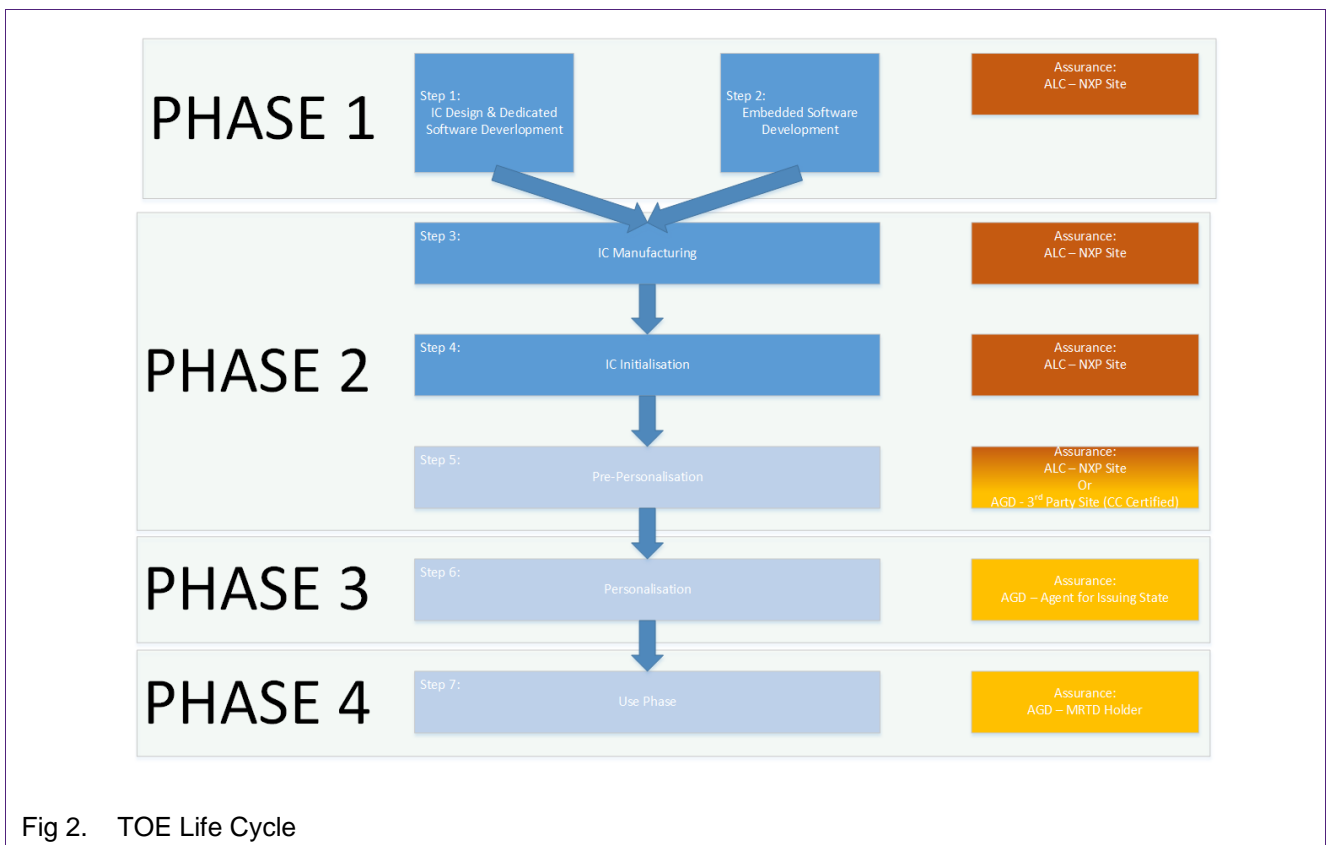 PHASE 1
Step 1:
IC Design & Dedicated
Software Deverlopment
Step 2:
Embedded Software
Development
Assurance:
ALC – NXP Site
PHASE 2
Step 3:
IC Manufacturing
Assurance:
ALC – NXP Site
Step 4:
IC Initialisation
Assurance:
ALC – NXP Site
Step 5:
Pre-Personalisation
Assurance:
ALC – NXP Site
Or
AGD - 3rd Party Site (CC Certified)
PHASE 3
Step 6:
Personalisation
Assurance:
AGD – Agent for Issuing State
PHASE 4
Step 7:
Use Phase
Assurance:
AGD – MRTD Holder
Fig 2. TOE Life Cycle